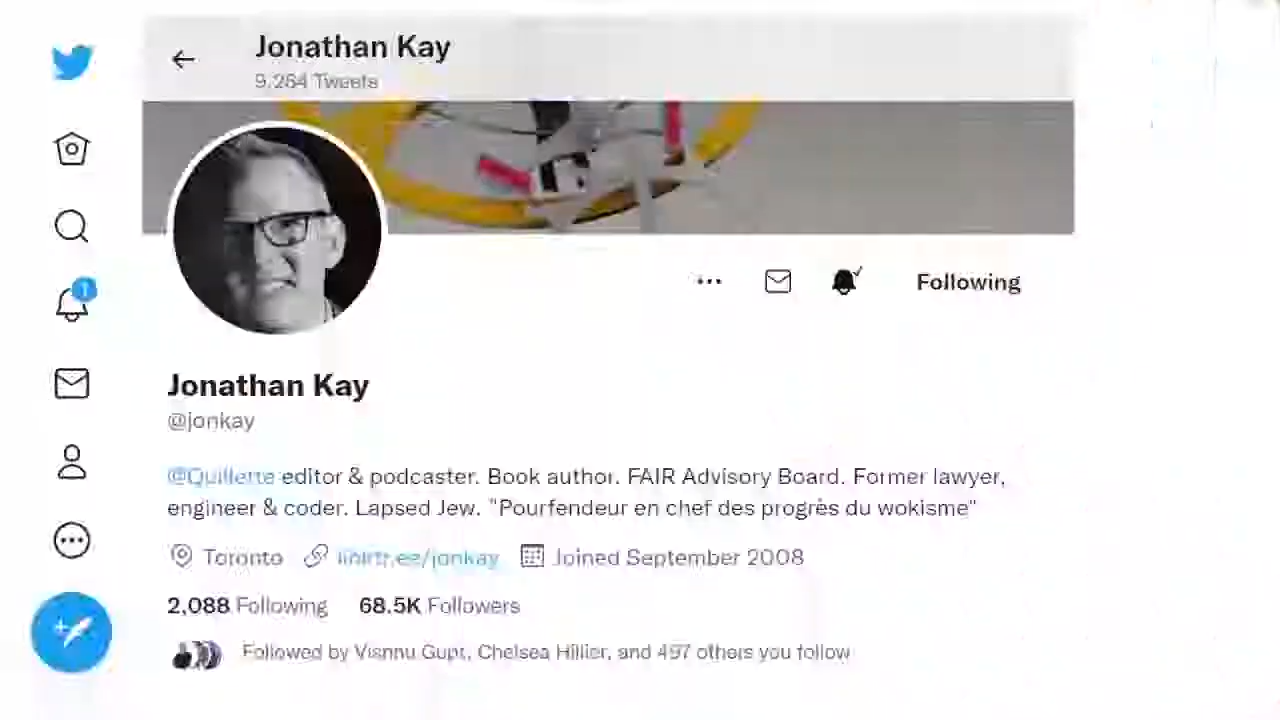 Jonathan Kay
9,264 Tweets
1
Following
Jonathan Kay
@jonkay
@Quillette editor & podcaster. Book author. FAIR Advisory Board. Former lawyer,
engineer & coder. Lapsed Jew. "Pourfendeur en chef des progrès du wokisme"
Toronto linktr.ee/jonkay Joined September 2008
2,088 Following 68.5K Followers
Followed by Gupt, Chelsea Hillier, and 497 others you follow